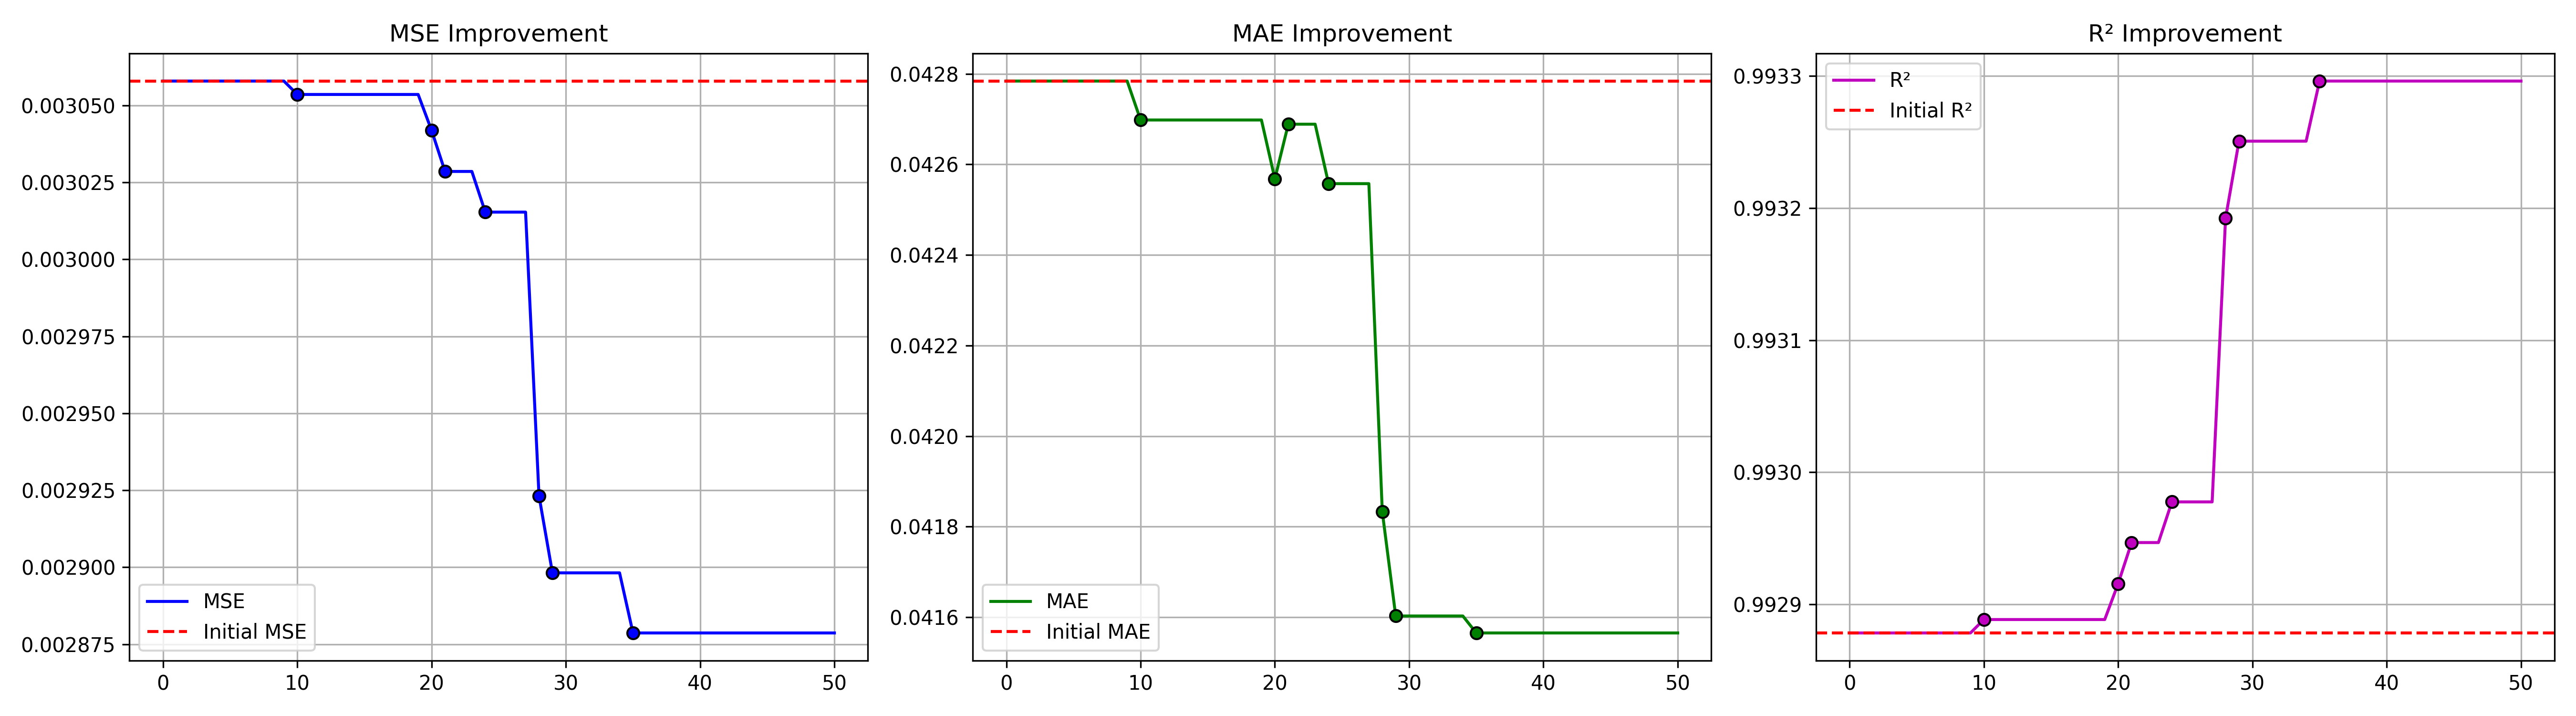 MSE Improvement
0.003050
0.003025
0.003000
0.002975
0.002950
0.002925
0.002900
0.002875
MSE
Initial MSE
0 10 20 30 40 50
MAE Improvement
0.0428
0.0426
0.0424
0.0422
0.0420
0.0418
0.0416
MAE
Initial MAE
0 10 20 30 40 50
R² Improvement
R²
Initial R²
0.9933
0.9932
0.9931
0.9930
0.9929
0 10 20 30 40 50